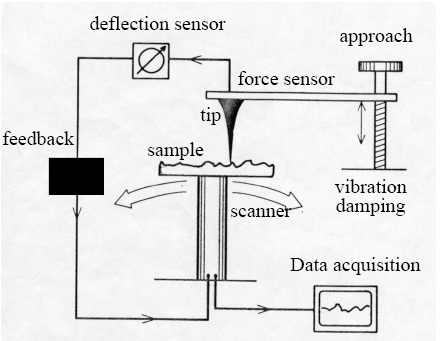 deflection sensor
approach
force sensor
tip
feedback
sample
scanner
vibration
damping
Data acquisition